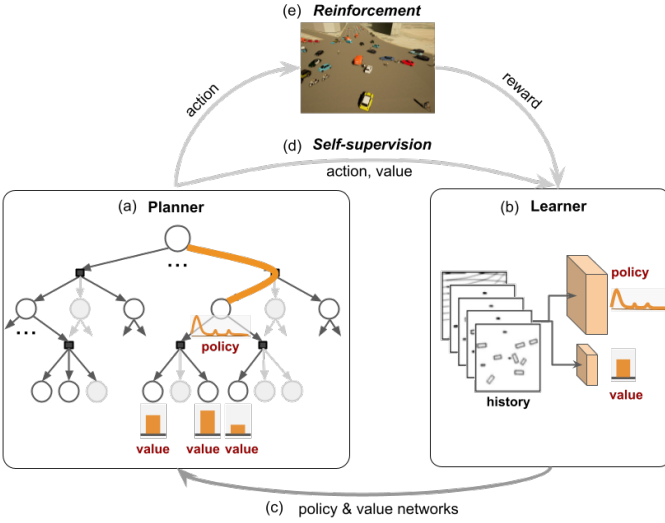 (e) Reinforcement
action
reward
(d) Self-supervision
action, value
(a) Planner
...
...
policy
value
value
value
(b) Learner
policy
history
value
(c) policy & value networks